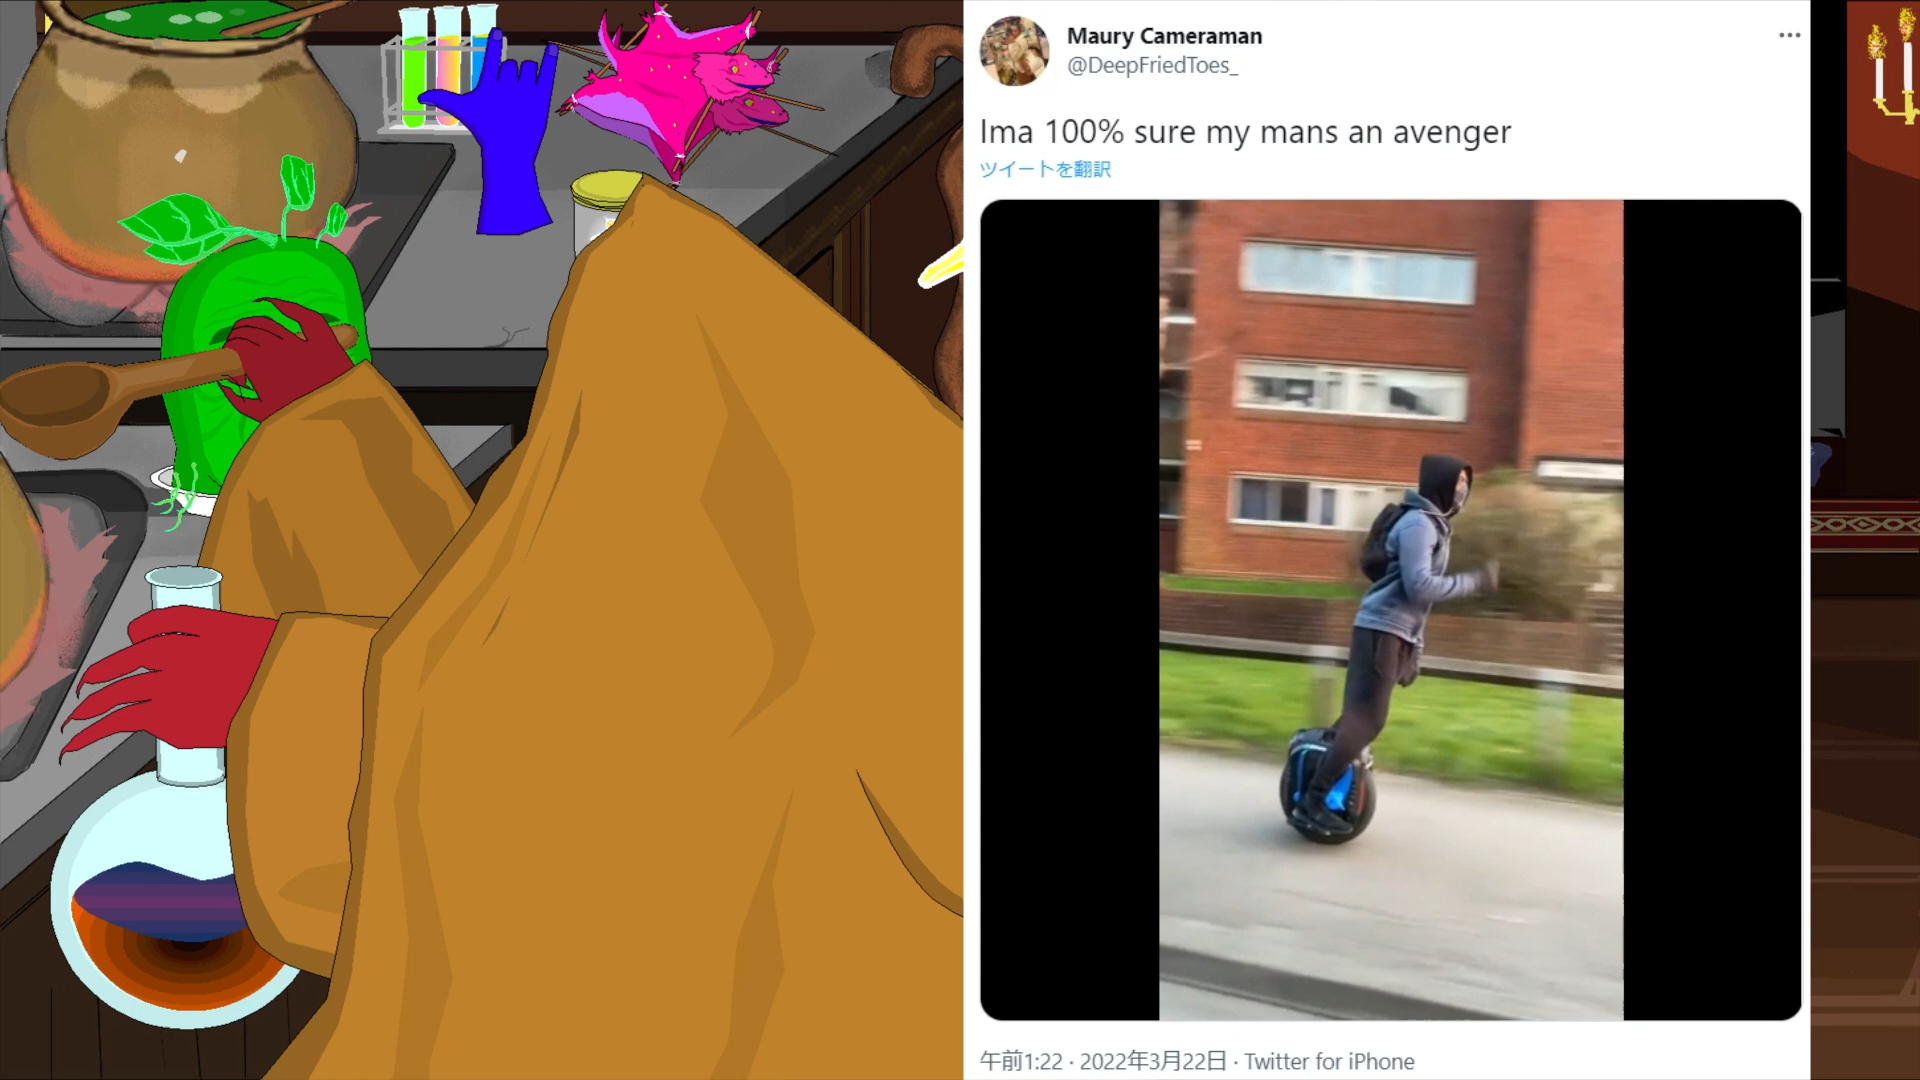 Maury Cameraman
@DeepFriedToes_
Ima 100% sure my mans an avenger
ツイートを翻訳
午前1:22 · 2022年3月22日 · Twitter for iPhone